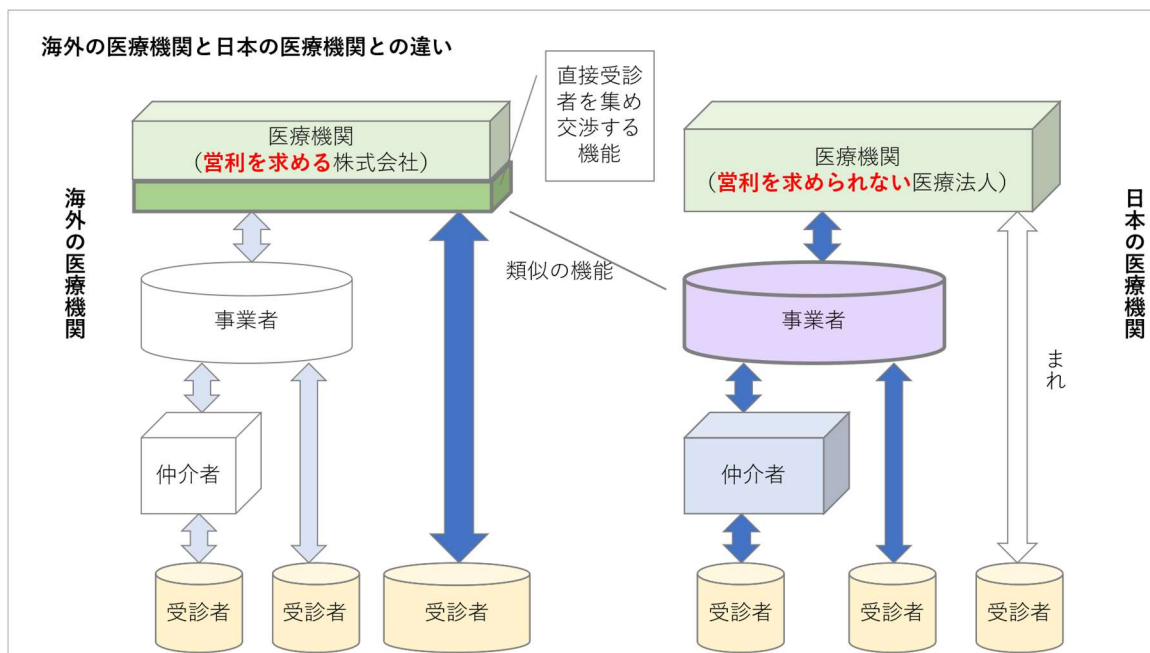 海外の医療機関と日本の医療機関との違い
直接受診
者を集め
交渉する
機能
医療機関
（営利を求める株式会社）
医療機関
（営利を求められない医療法人）
海外の医療機関
日本の医療機関
類似の機能
事業者
事業者
まれ
仲介者
仲介者
受診者
受診者
受診者
受診者
受診者
受診者